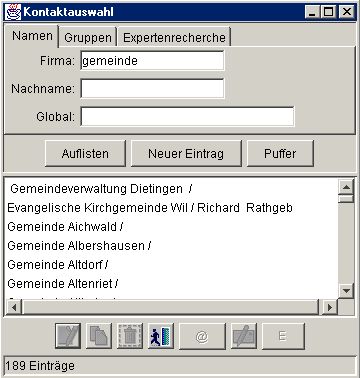 Kontaktauswahl
Namen Gruppen Expertenrecherche
Firma: gemeinde
Nachname:
Global:
Auflisten Neuer Eintrag Puffer
Gemeindeverwaltung Dietingen /
Evangelische Kirchgemeinde Wil / Richard Rathgeb
Gemeinde Aichwald /
Gemeinde Albershausen /
Gemeinde Altdorf /
Gemeinde Altenriet /
@ E
189 Einträge